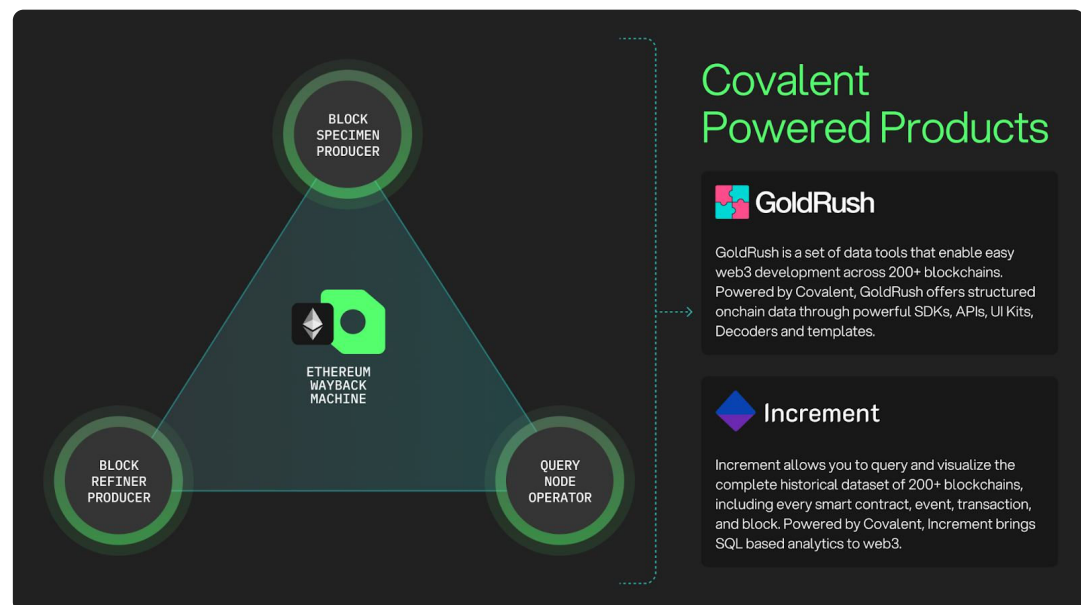 BLOCK
SPECIMEN
PRODUCER
ETHEREUM
WAYBACK
MACHINE
BLOCK
REFINER
PRODUCER
QUERY
NODE
OPERATOR
Covalent
Powered Products
GoldRush
GoldRush is a set of data tools that enable easy
web3 development across 200+ blockchains.
Powered by Covalent, GoldRush offers structured
onchain data through powerful SDKs, APIs, UI Kits,
Decoders and templates.
Increment
Increment allows you to query and visualize the
complete historical dataset of 200+ blockchains,
including every smart contract, event, transaction,
and block. Powered by Covalent, Increment brings
SQL based analytics to web3.